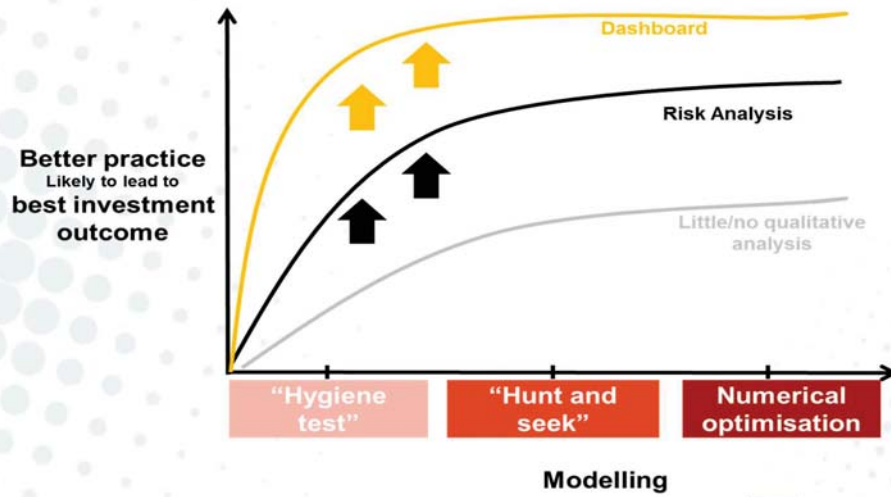 Dashboard
Risk Analysis
Better practice
Likely to lead to
best investment
outcome
Little/no qualitative
analysis
“Hygiene
test”
“Hunt and
seek”
Numerical
optimisation
Modelling